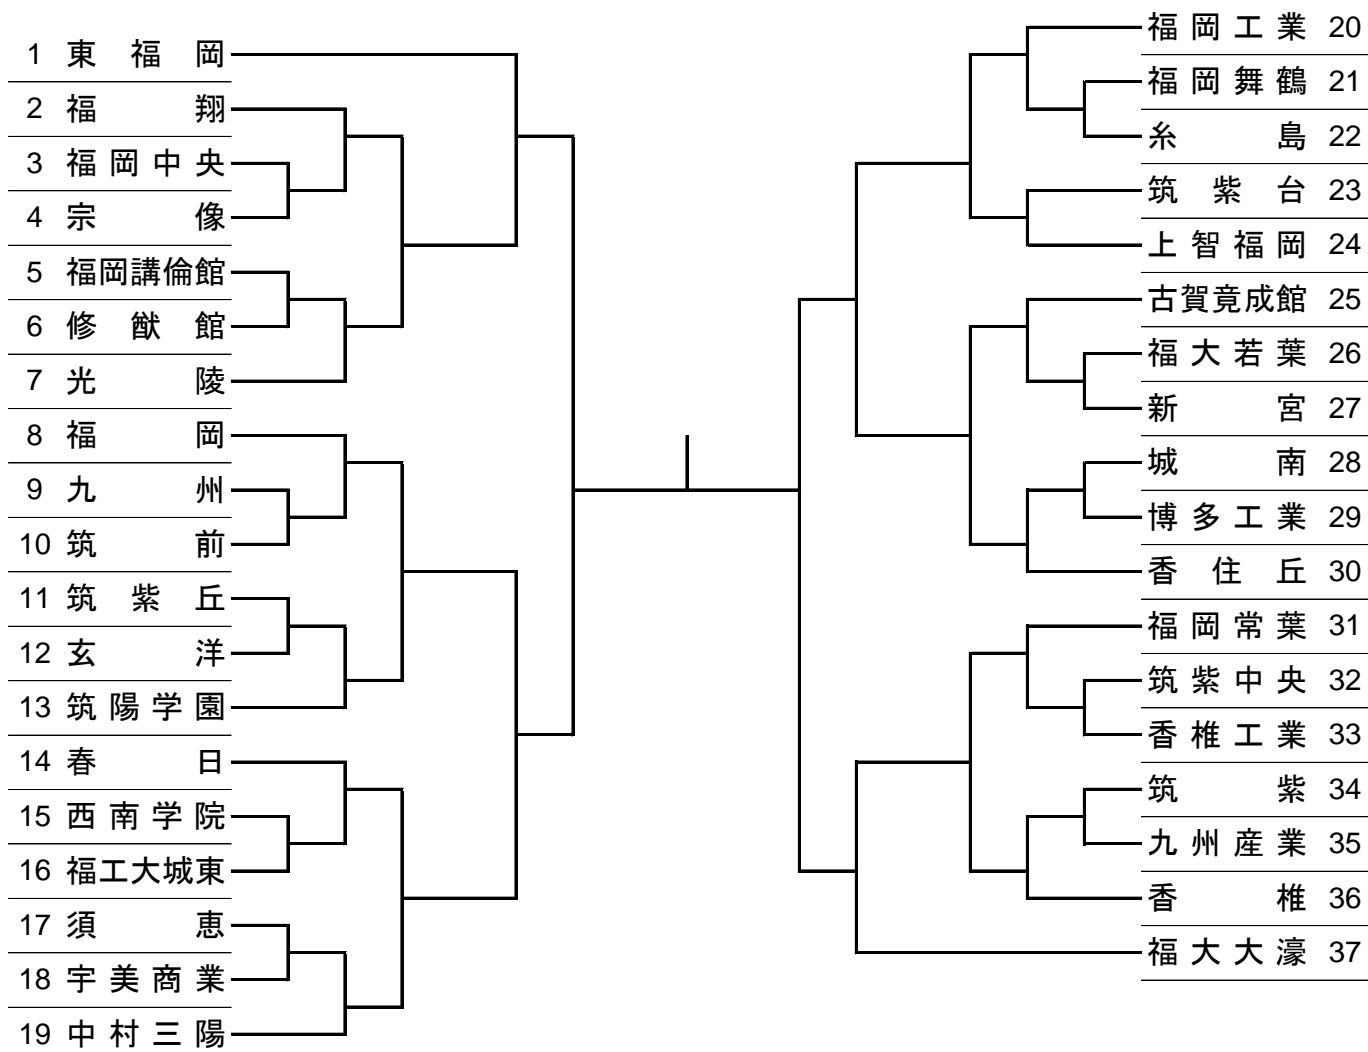 1 東福岡
2 福翔
3 福岡中央
4 宗像
5 福岡講倫館
6 修猷館
7 光陵
8 福岡
9 九州
10 筑前
11 筑紫丘
12 玄洋
13 筑陽学園
14 春日
15 西南学院
16 福工大城東
17 須恵
18 宇美商業
19 中村三陽
福岡工業 20
福岡舞鶴 21
糸島 22
筑紫台 23
上智福岡 24
古賀竟成館 25
福大若葉 26
新宮 27
城南 28
博多工業 29
香住丘 30
福岡常葉 31
筑紫中央 32
香椎工業 33
筑紫 34
九州産業 35
香椎 36
福大大濠 37